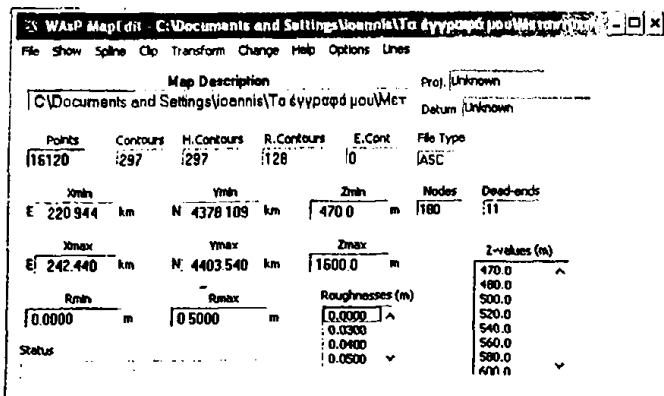 WAsP MapEdit - C:\Documents and Settings\ioannis\Τα έγγραφά μου\
File Show Spline Clip Transform Change Help Options Lines
Map Description
C\Documents and Settings\ioannis\Τα έγγραφά μου\Μετ
Proj. Unknown
Datum Unknown
Points Contours H.Contours R.Contours E.Cont File Type
16120 297 297 128 0 ASC
Xmin Ymin Zmin Nodes Dead-ends
E 220 944 km N 4378 109 km 470 0 m 180 11
Xmax Ymax Zmax Z-values (m)
E 242.440 km N 4403.540 km 1600.0 m
Rmin Rmax Roughnesses (m)
0.0000 m 0 5000 m
0.0000
0.0300
0.0400
0.0500
470.0
480.0
500.0
520.0
540.0
560.0
580.0
600.0
Status